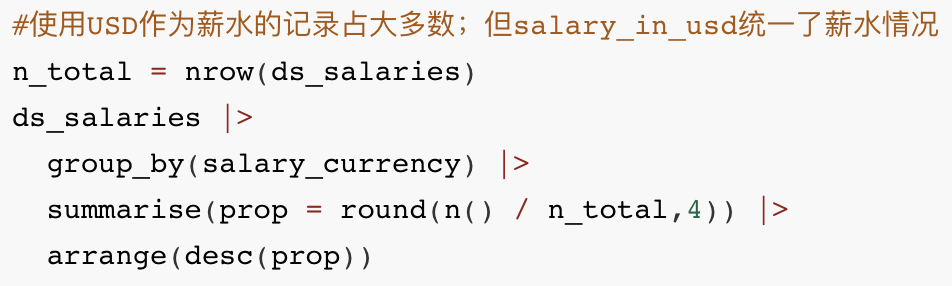 #使用USD作为薪水的记录占大多数；但salary_in_usd统一了薪水情况
n_total = nrow(ds_salaries)
ds_salaries |>
  group_by(salary_currency) |>
  summarise(prop = round(n() / n_total,4)) |>
  arrange(desc(prop))